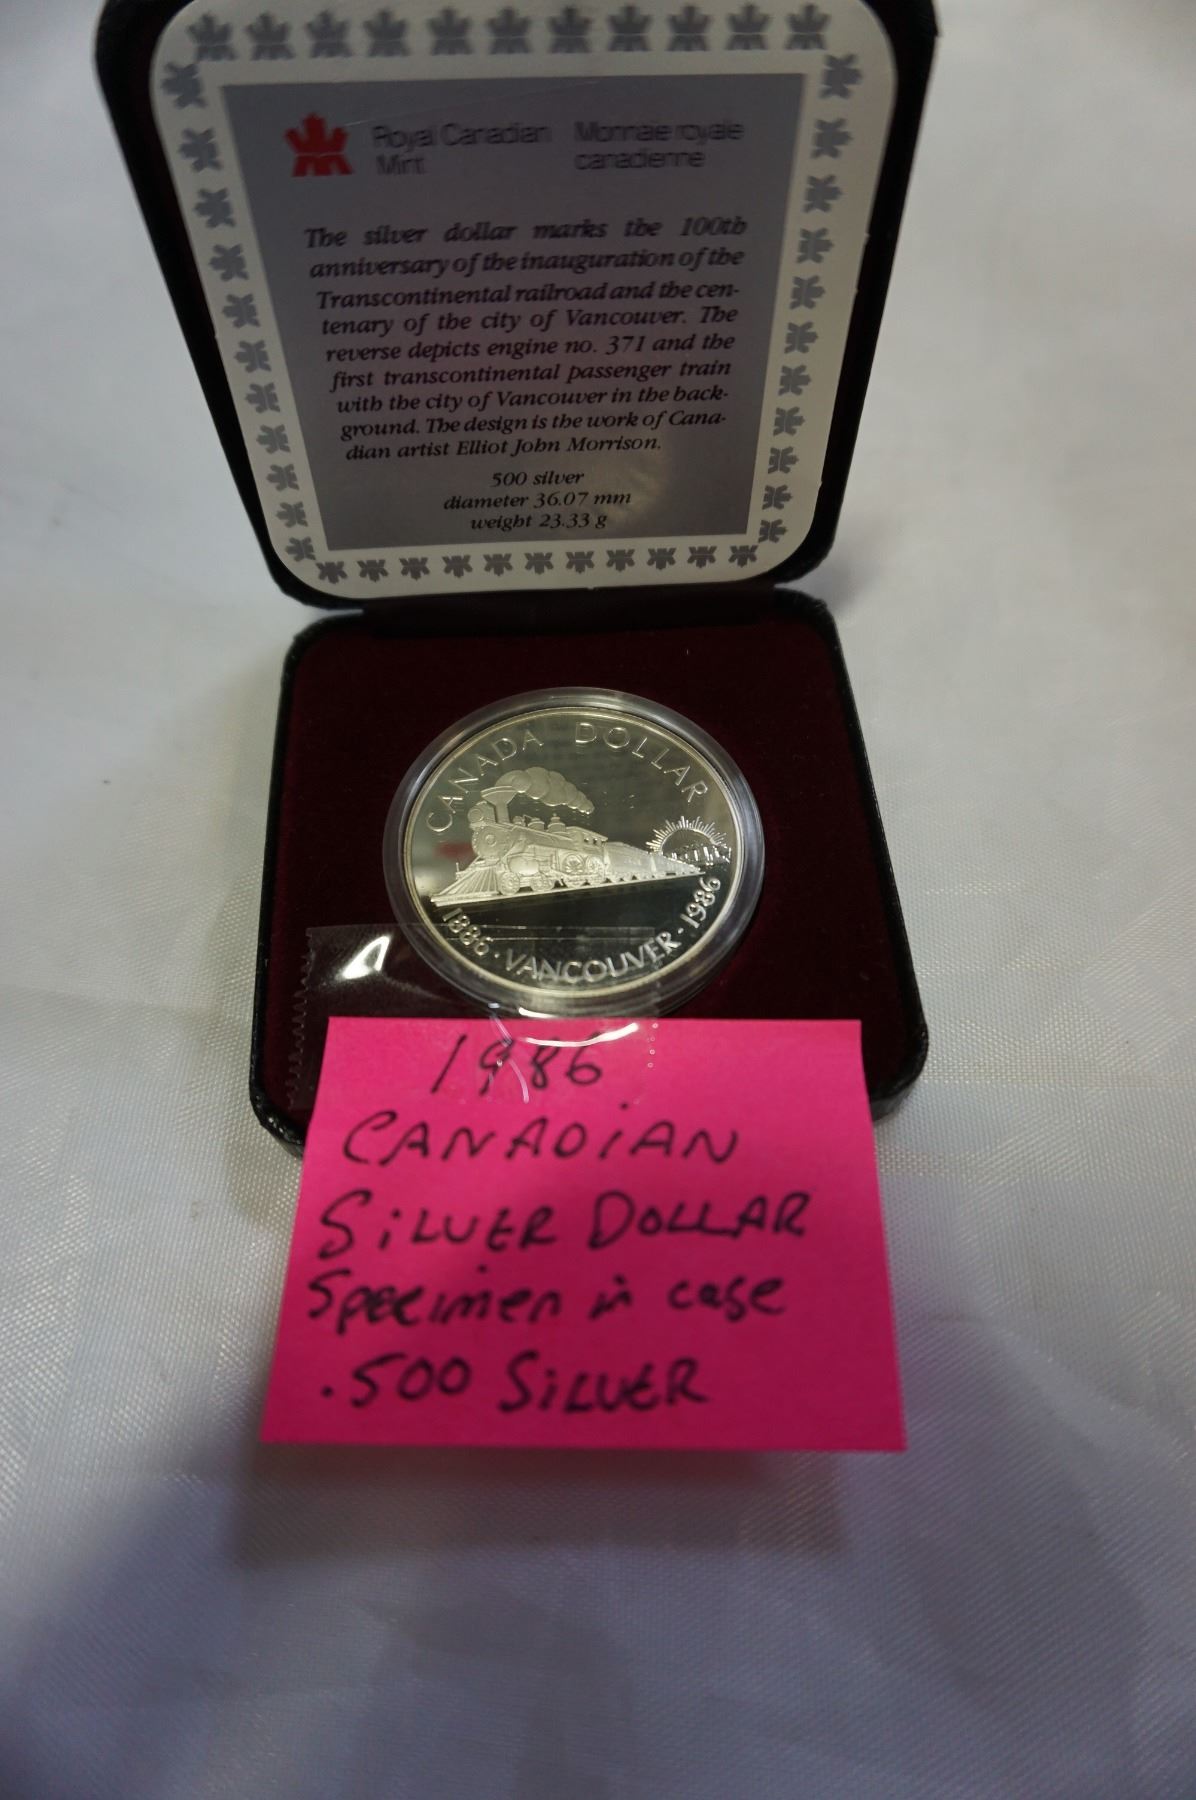 Royal Canadian Mint
Monnaie royale canadienne
The silver dollar marks the 100th
anniversary of the inauguration of the
Transcontinental railroad and the cen-
tenary of the city of Vancouver. The
reverse depicts engine no. 371 and the
first transcontinental passenger train
with the city of Vancouver in the back-
ground. The design is the work of Cana-
dian artist Elliot John Morrison.
500 silver
diameter 36.07 mm
weight 23.33 g
CANADA DOLLAR
1886 · VANCOUVER · 1986
1986
CANADiAN
SiLVER DOLLAR
Specimen in case
.500 SiLVER